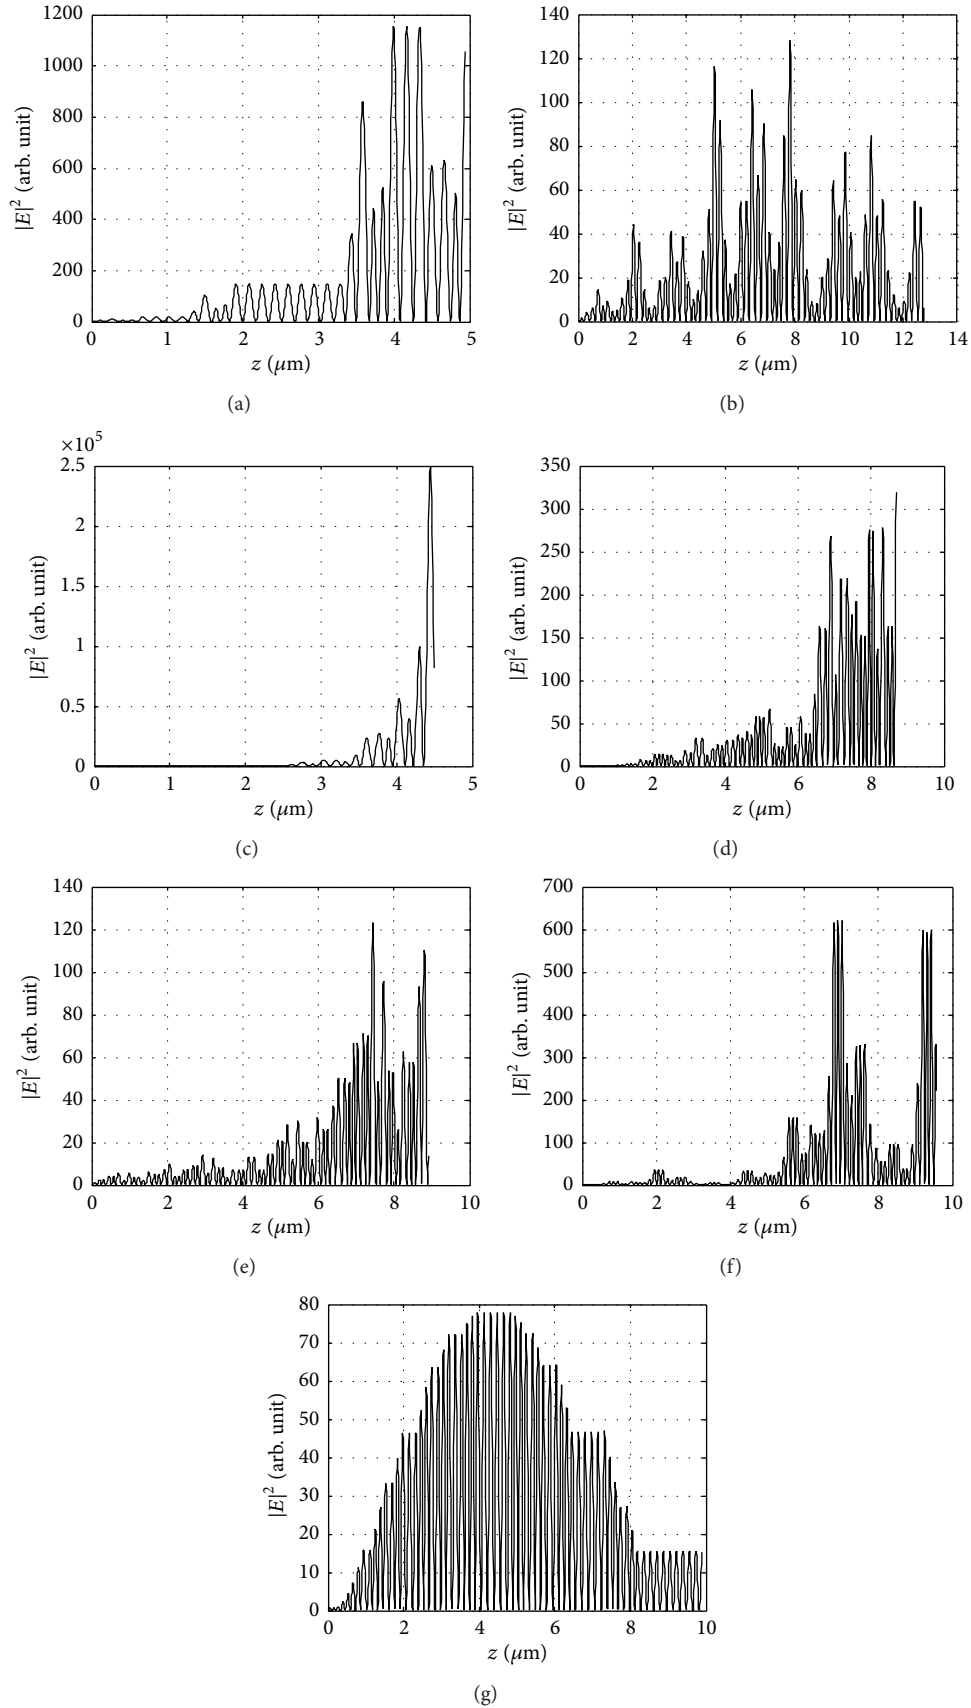 1200
1000
800
600
400
200
0
|E|² (arb. unit)
0 1 2 3 4 5
z (μm)
(a)
140
120
100
80
60
40
20
0
|E|² (arb. unit)
0 2 4 6 8 10 12 14
z (μm)
(b)
×10⁵
2.5
2
1.5
1
0.5
0
|E|² (arb. unit)
0 1 2 3 4 5
z (μm)
(c)
350
300
250
200
150
100
50
0
|E|² (arb. unit)
0 2 4 6 8 10
z (μm)
(d)
140
120
100
80
60
40
20
0
|E|² (arb. unit)
0 2 4 6 8 10
z (μm)
(e)
700
600
500
400
300
200
100
0
|E|² (arb. unit)
0 2 4 6 8 10
z (μm)
(f)
80
70
60
50
40
30
20
10
0
|E|² (arb. unit)
0 2 4 6 8 10
z (μm)
(g)